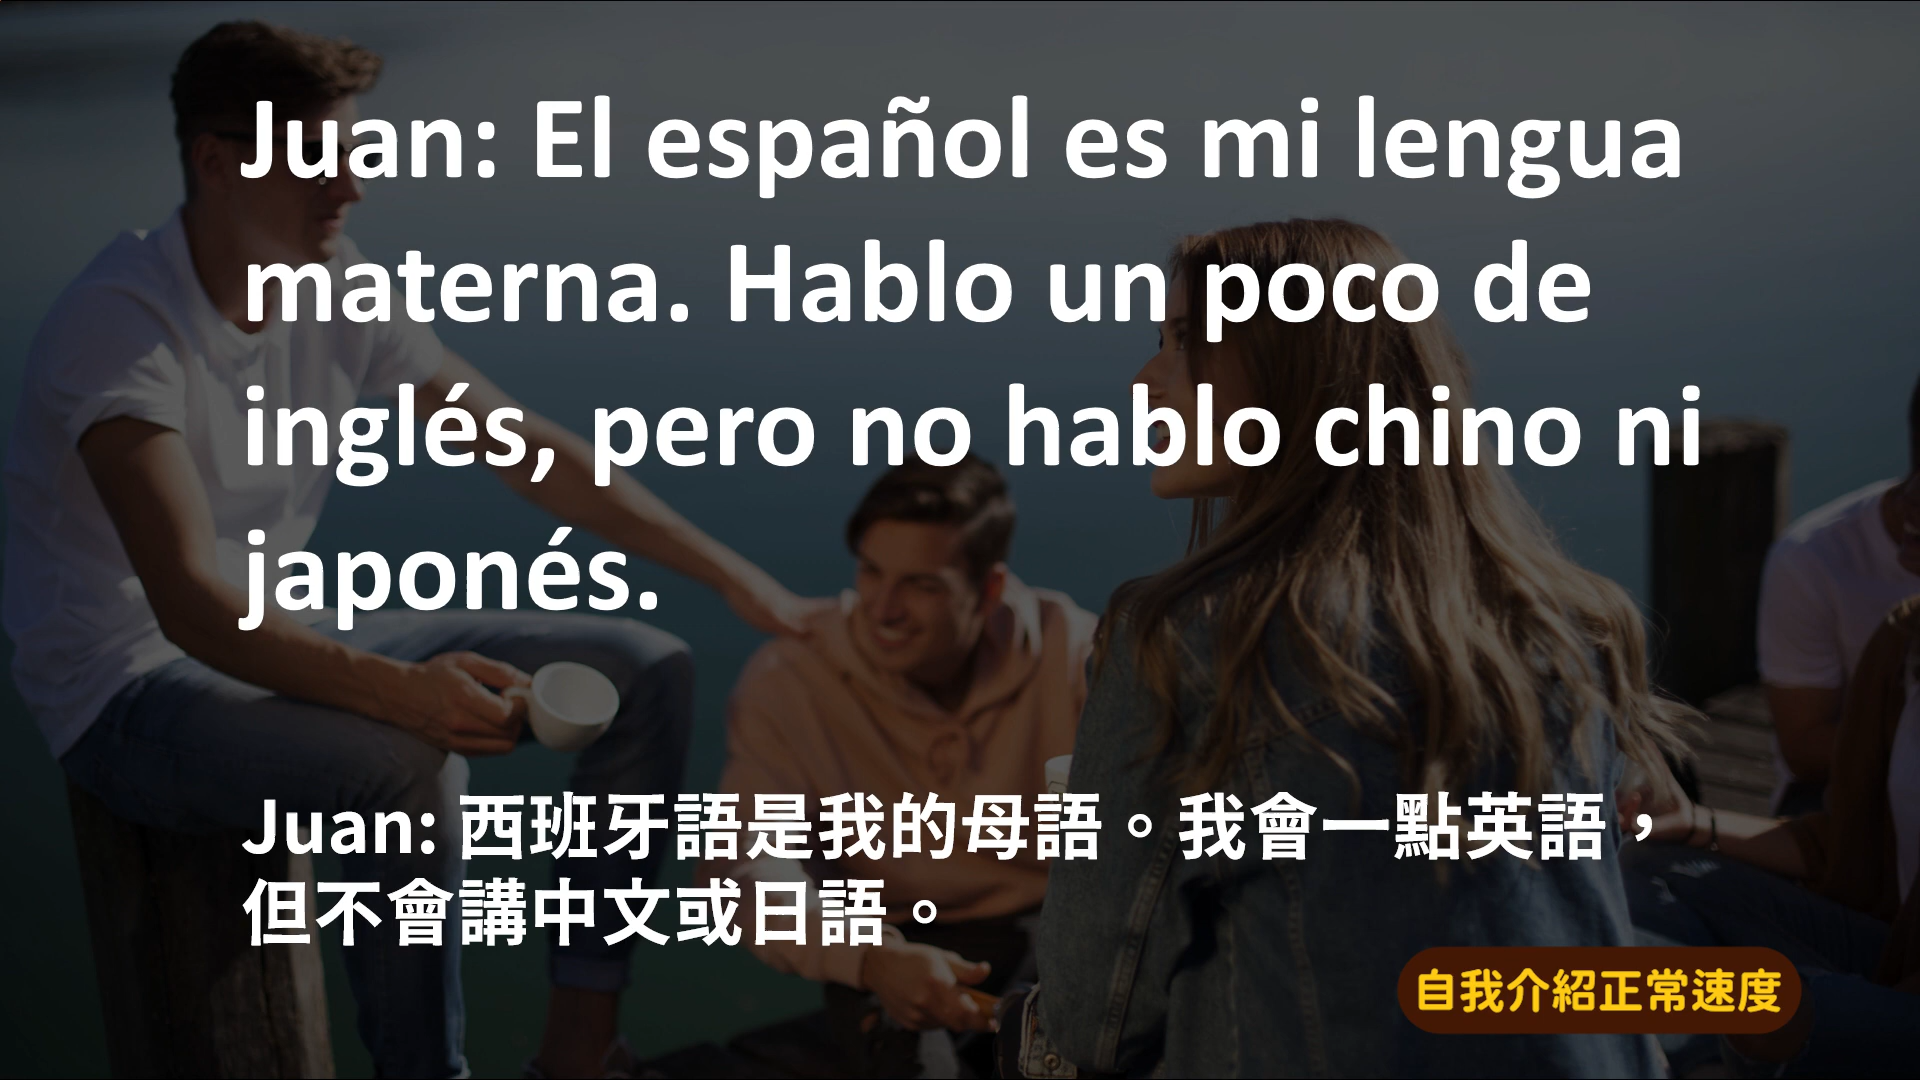 Juan: El español es mi lengua
materna. Hablo un poco de
inglés, pero no hablo chino ni
japonés.
Juan: 西班牙語是我的母語。我會一點英語，
但不會講中文或日語。
自我介紹正常速度